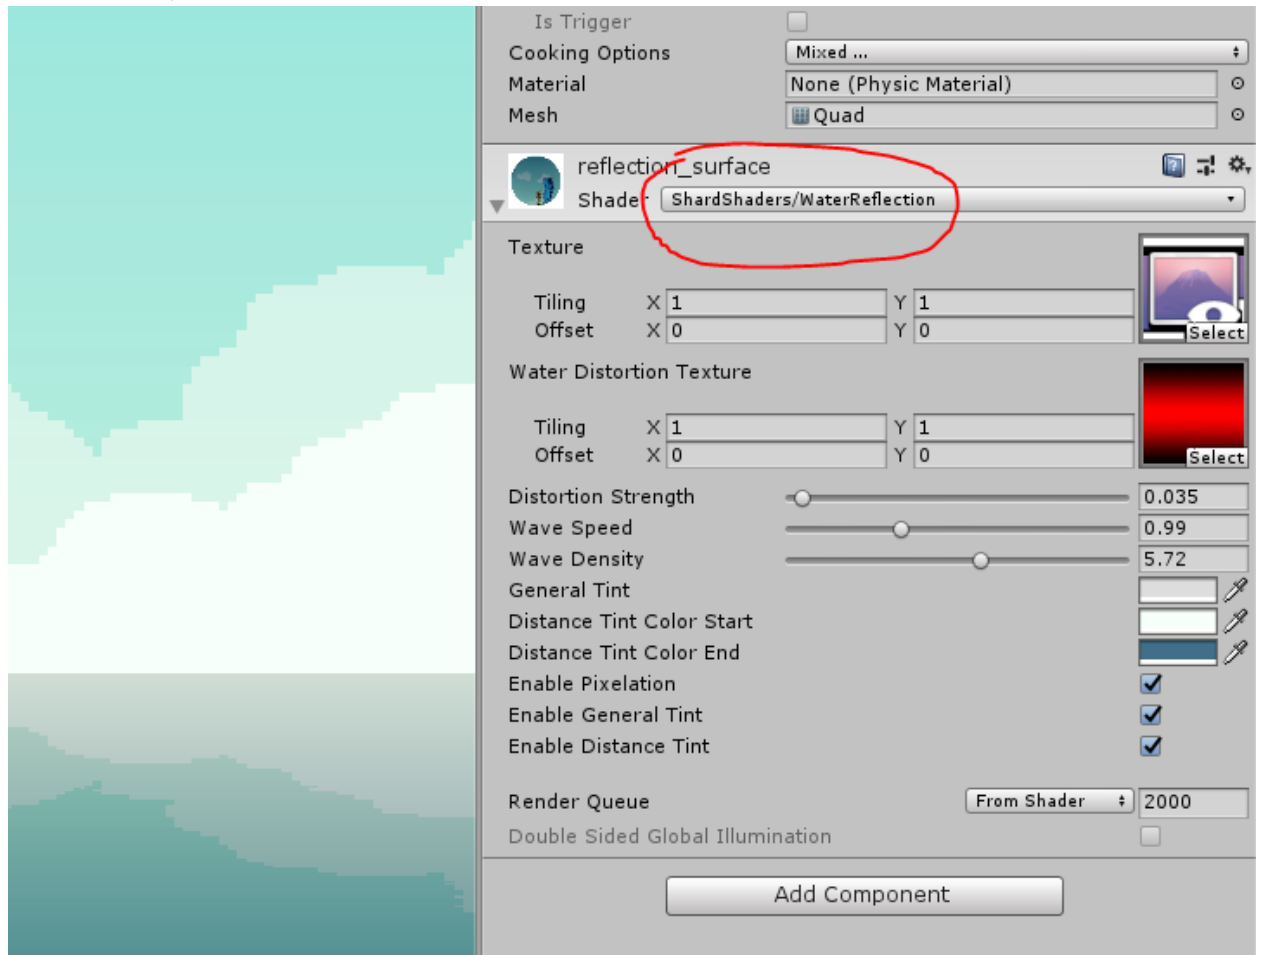 Is Trigger
Cooking Options Mixed ...
Material None (Physic Material)
Mesh Quad
reflection_surface
Shader ShardShaders/WaterReflection
Texture
Tiling X 1 Y 1
Offset X 0 Y 0
Select
Water Distortion Texture
Tiling X 1 Y 1
Offset X 0 Y 0
Select
Distortion Strength 0.035
Wave Speed 0.99
Wave Density 5.72
General Tint
Distance Tint Color Start
Distance Tint Color End
Enable Pixelation
Enable General Tint
Enable Distance Tint
Render Queue From Shader 2000
Double Sided Global Illumination
Add Component